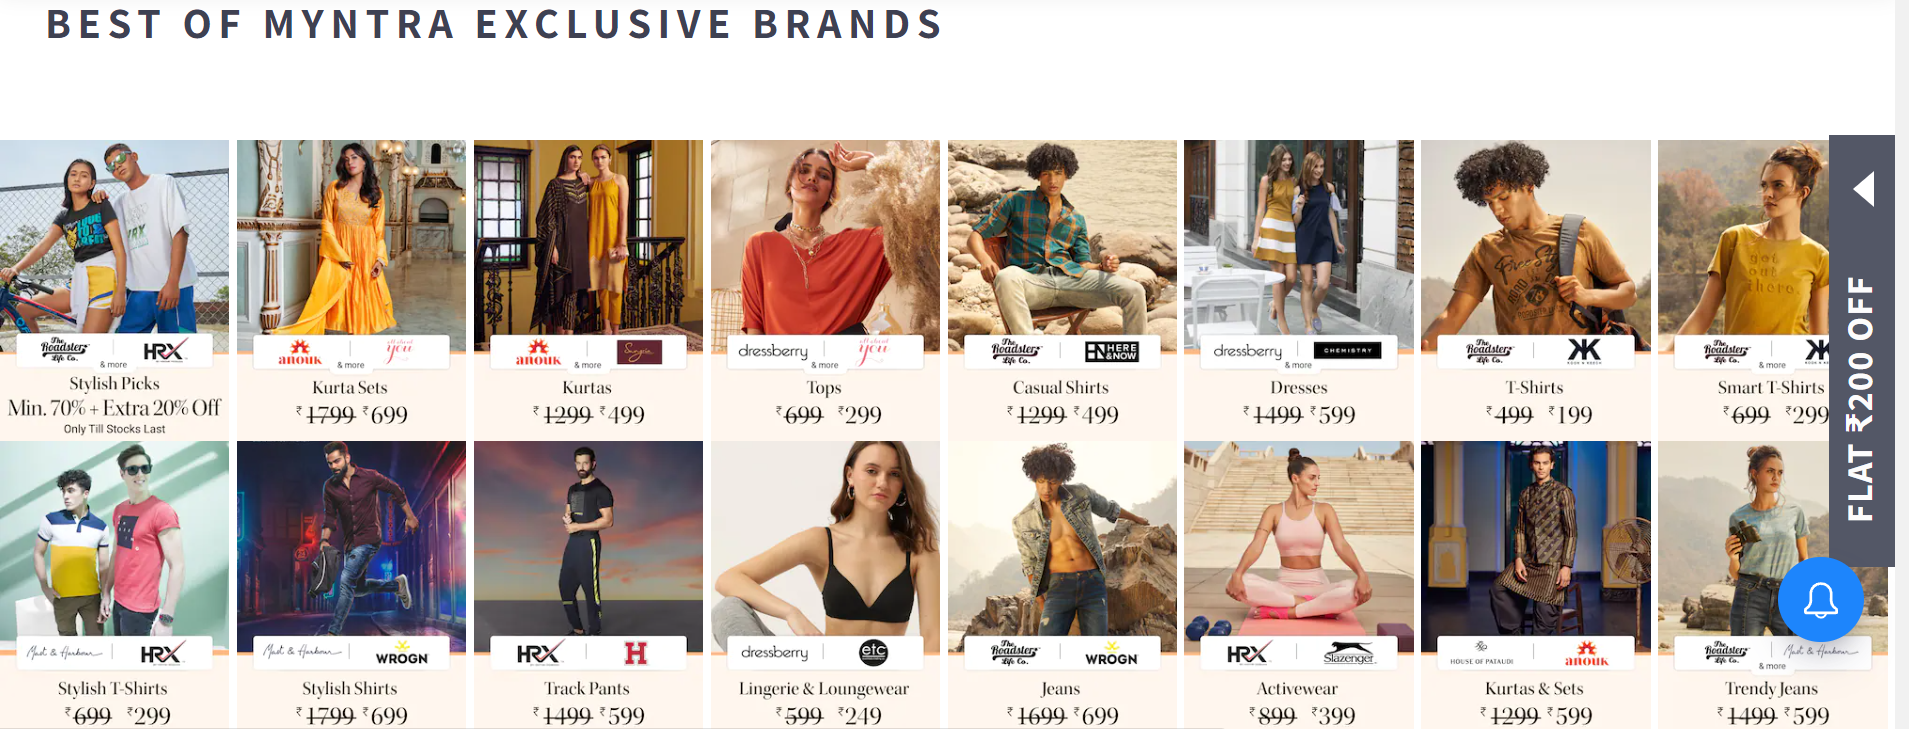 BEST OF MYNTRA EXCLUSIVE BRANDS
FLAT ₹200 OFF
The Roadster Life Co. HRX
& more
Stylish Picks
Min. 70% + Extra 20% Off
Only Till Stocks Last
anouk all about you
& more
Kurta Sets
₹1799 ₹699
anouk Sangria
& more
Kurtas
₹1299 ₹499
dressberry all about you
& more
Tops
₹699 ₹299
The Roadster Life Co. HERE &NOW
Casual Shirts
₹1299 ₹499
dressberry CHEMISTRY
& more
Dresses
₹1499 ₹599
The Roadster Life Co.
T-Shirts
₹499 ₹199
got
out
there.
The Roadster Life Co.
& more
Smart T-Shirts
₹699 ₹299
Mast & Harbour HRX
Stylish T-Shirts
₹699 ₹299
Mast & Harbour WROGN
Stylish Shirts
₹1799 ₹699
HRX H
Track Pants
₹1499 ₹599
dressberry etc
Lingerie & Loungewear
₹599 ₹249
The Roadster Life Co. WROGN
Jeans
₹1699 ₹699
HRX Slazenger
Activewear
₹899 ₹399
HOUSE OF PATAUDI anouk
Kurtas & Sets
₹1299 ₹599
The Roadster Life Co. Mast & Harbour
& more
Trendy Jeans
₹1499 ₹599